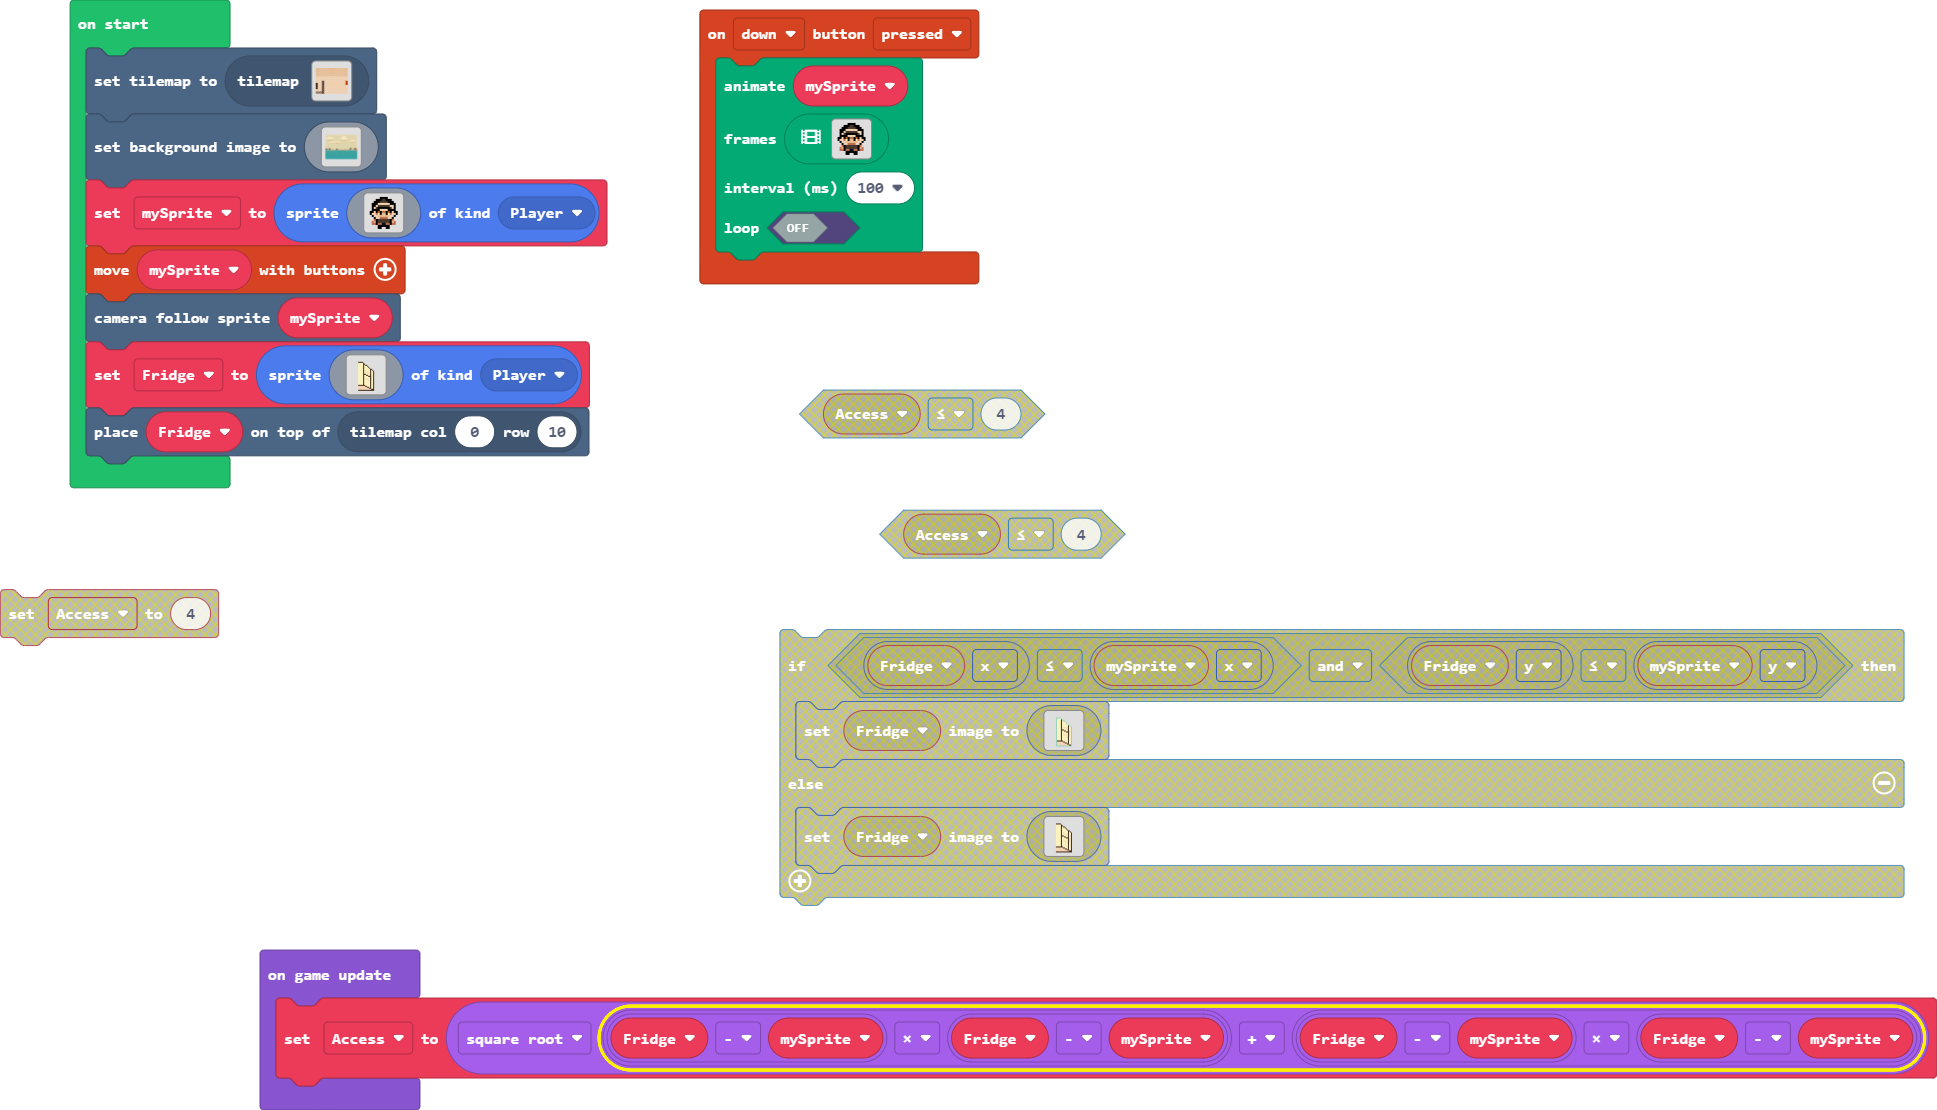 on start
set tilemap to tilemap
set background image to
set mySprite to sprite of kind Player
move mySprite with buttons
camera follow sprite mySprite
set Fridge to sprite of kind Player
place Fridge on top of tilemap col 0 row 10
on down button pressed
animate mySprite
frames
interval (ms) 100
loop OFF
Access ≤ 4
Access ≤ 4
set Access to 4
if Fridge x ≤ mySprite x and Fridge y ≤ mySprite y then
set Fridge image to
else
set Fridge image to
on game update
set Access to square root Fridge - mySprite × Fridge - mySprite + Fridge - mySprite × Fridge - mySprite